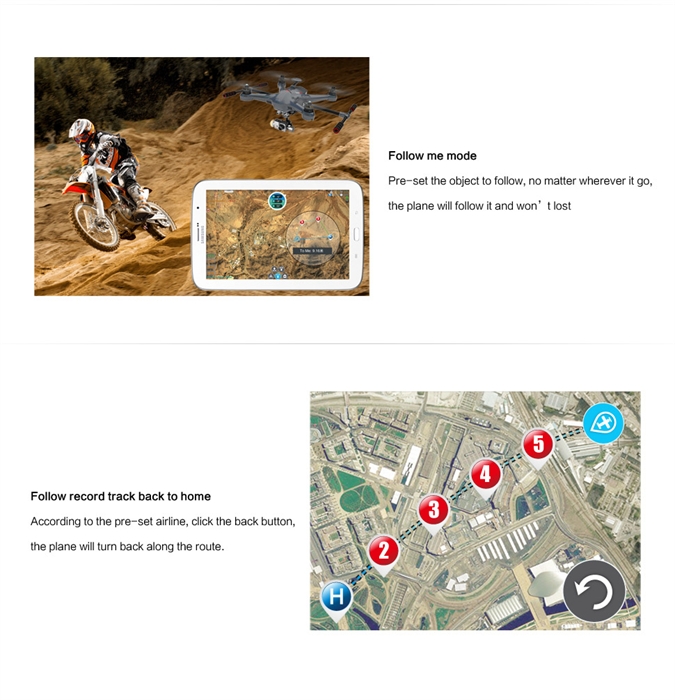 Follow me mode
Pre-set the object to follow, no matter wherever it go,
the plane will follow it and won’t lost
SAMSUNG
5
4
3
2
H
Follow record track back to home
According to the pre-set airline, click the back button,
the plane will turn back along the route.